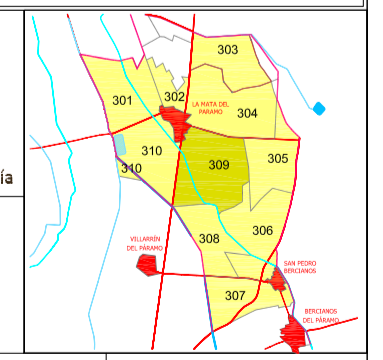 303
301
302
LA MATA DEL
PARAMO
304
310
309
305
310
ía
308
306
VILLARRÍN
DEL PÁRAMO
SAN PEDRO
BERCIANOS
307
BERCIANOS
DEL PÁRAMO